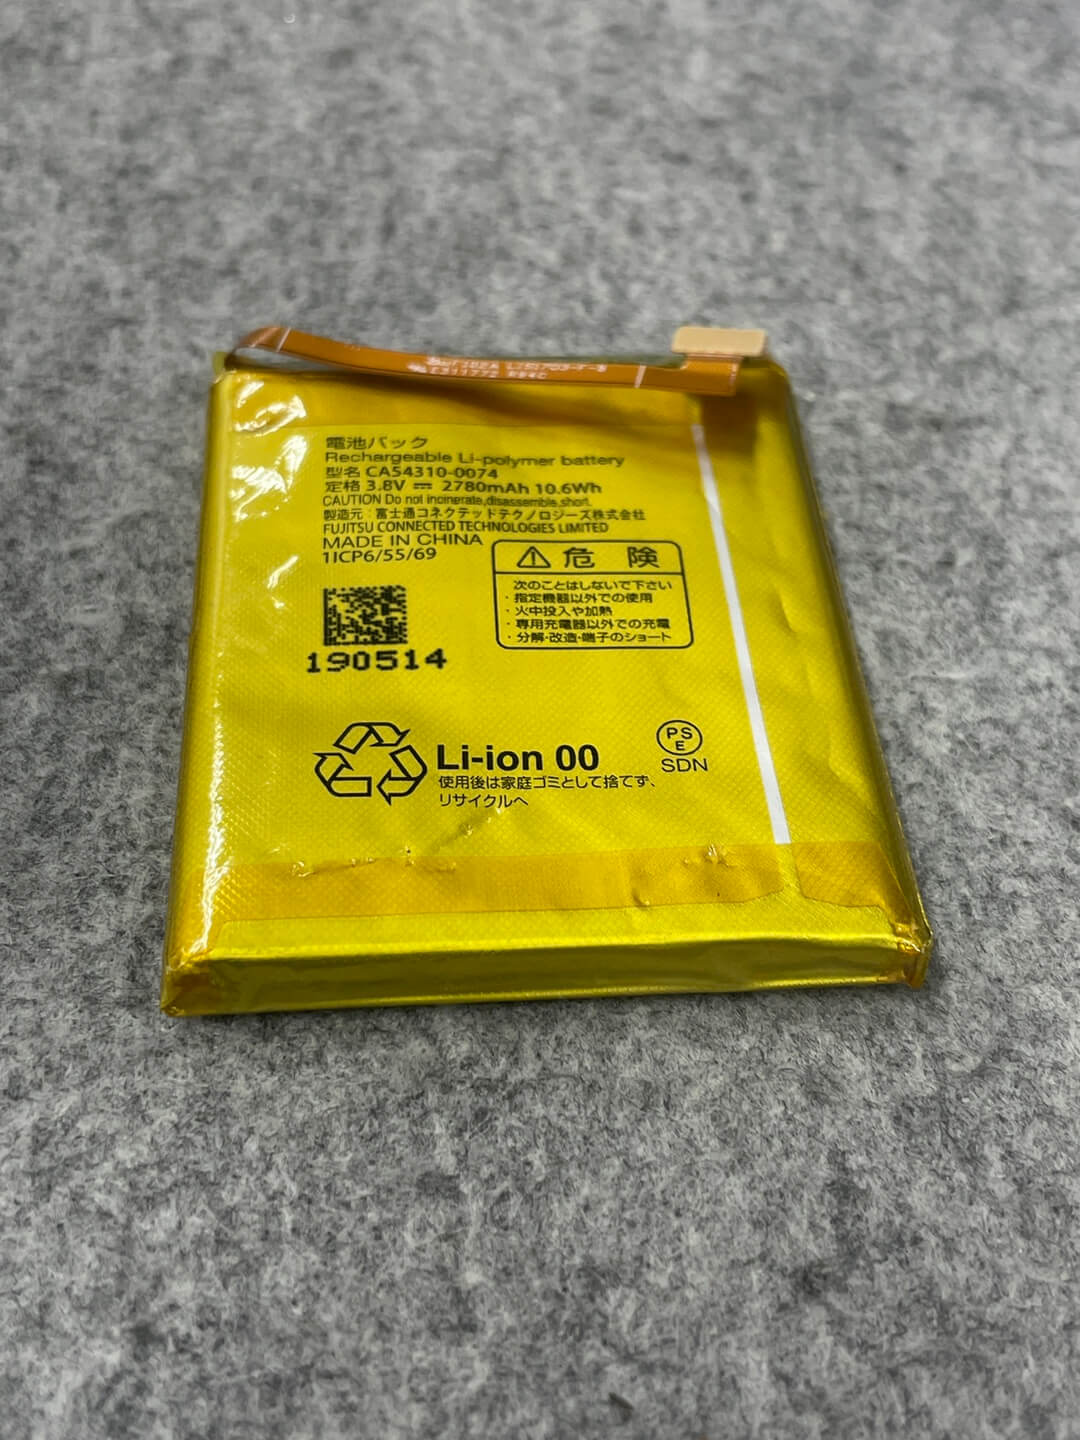 電池パック
Rechargeable Li-polymer battery
型名 CA54310-0074
定格 3.8V ⎓ 2780mAh 10.6Wh
CAUTION Do not incinerate,disassemble,short.
製造元：富士通コネクテッドテクノロジーズ株式会社
FUJITSU CONNECTED TECHNOLOGIES LIMITED
MADE IN CHINA
1ICP6/55/69
⚠ 危 険
次のことはしないで下さい
・指定機器以外での使用
・火中投入や加熱
・専用充電器以外での充電
・分解・改造・端子のショート
190514
Li-ion 00
使用後は家庭ゴミとして捨てず、
リサイクルへ
PS
E
SDN